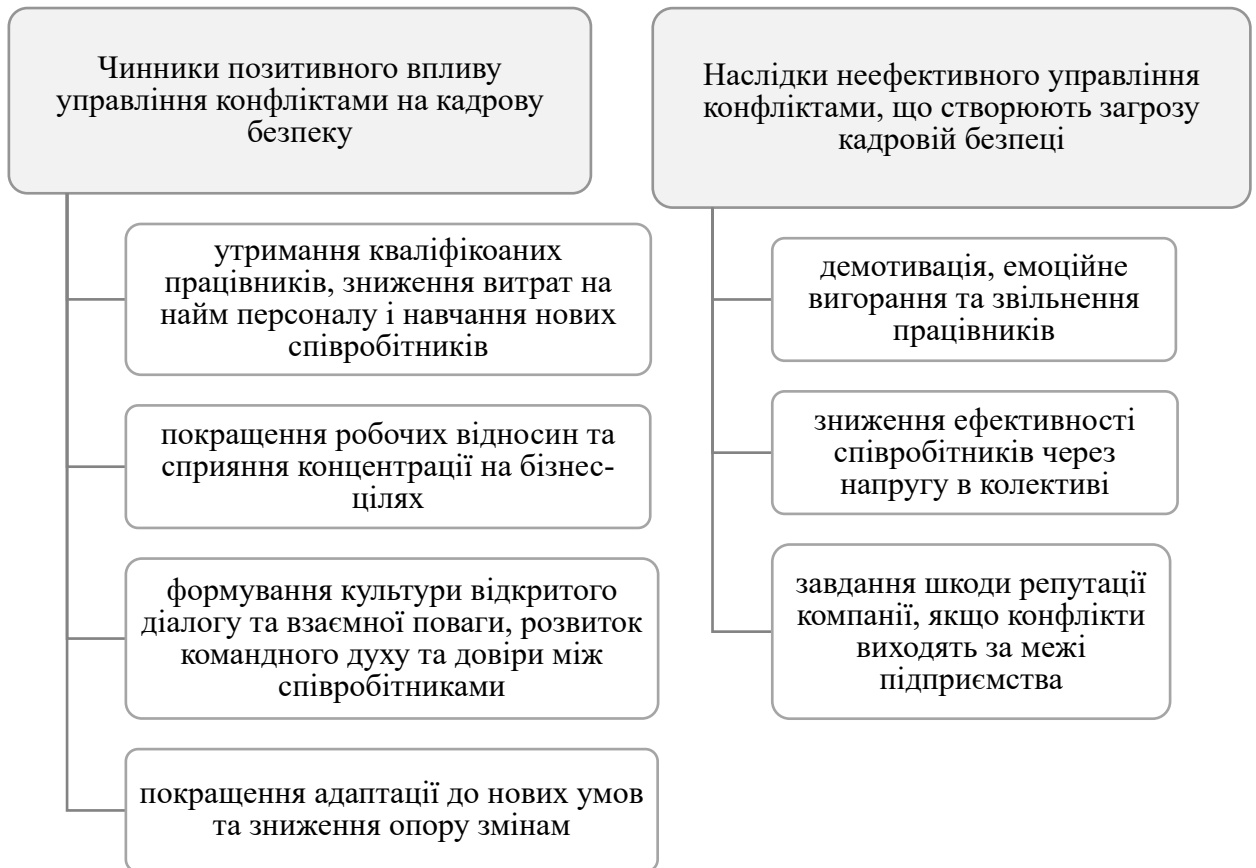 Чинники позитивного впливу
управління конфліктами на кадрову
безпеку
утримання кваліфікоаних
працівників, зниження витрат на
найм персоналу і навчання нових
співробітників
покращення робочих відносин та
сприяння концентрації на бізнес-
цілях
формування культури відкритого
діалогу та взаємної поваги, розвиток
командного духу та довіри між
співробітниками
покращення адаптації до нових умов
та зниження опору змінам
Наслідки неефективного управління
конфліктами, що створюють загрозу
кадровій безпеці
демотивація, емоційне
вигорання та звільнення
працівників
зниження ефективності
співробітників через
напругу в колективі
завдання шкоди репутації
компанії, якщо конфлікти
виходять за межі
підприємства